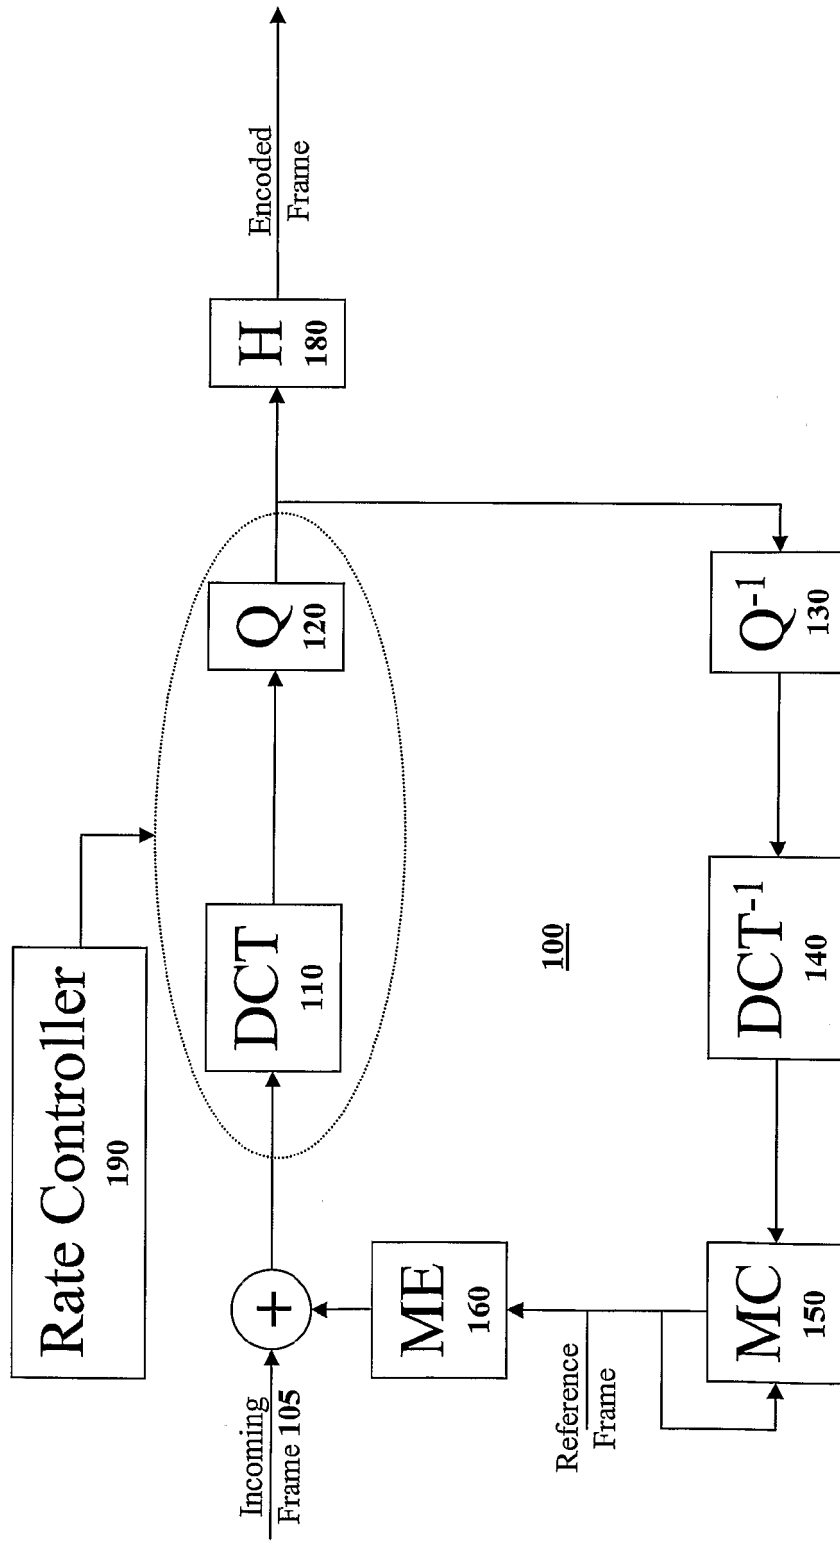 Rate Controller
190
Incoming
Frame 105
+
DCT
110
Q
120
H
180
Encoded
Frame
ME
160
100
Reference
Frame
MC
150
DCT-1
140
Q-1
130